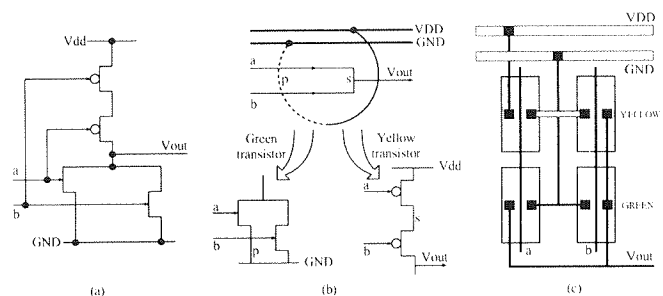 Vdd
Vout
a
b
GND
(a)
VDD
GND
a
p
s
Vout
b
Green
transistor
Yellow
transistor
Vdd
a
a
s
b
b
p
GND
Vout
(b)
VDD
GND
YELLOW
GREEN
a
b
Vout
(c)